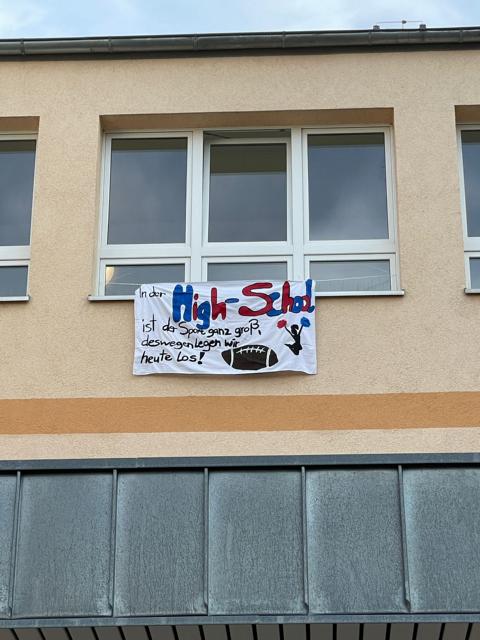 In der High-School
ist der Sport ganz groß,
deswegen legen wir
heute los!